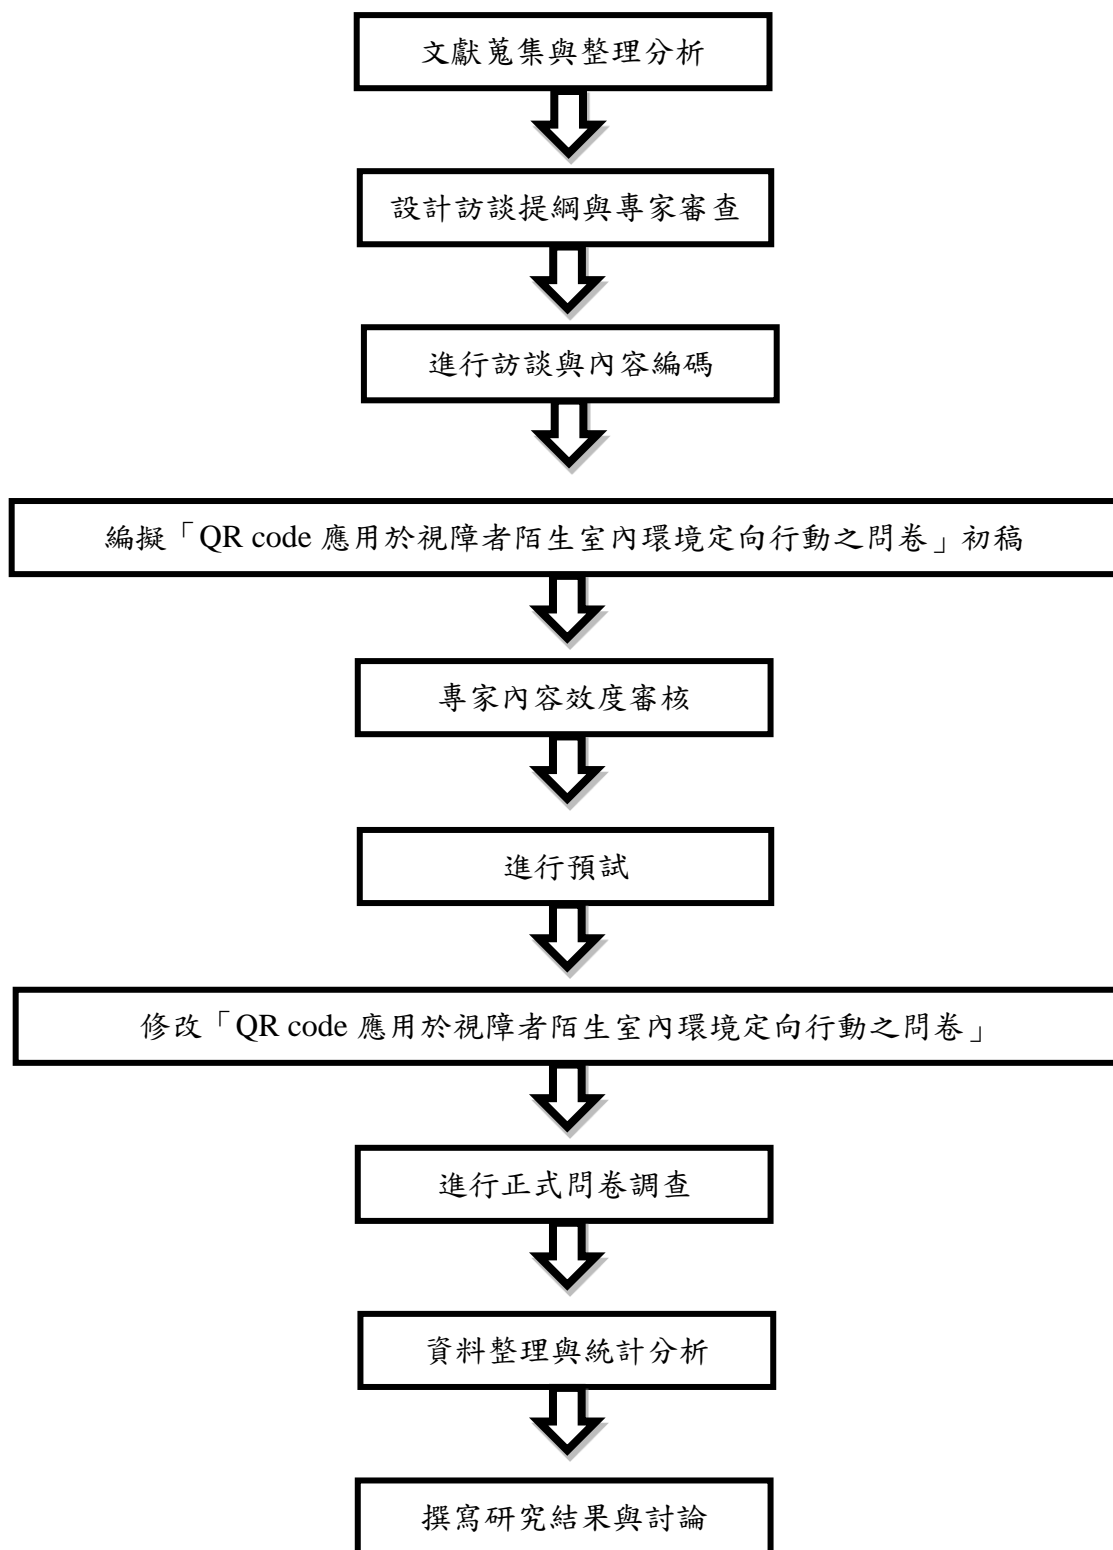 文獻蒐集與整理分析
設計訪談提綱與專家審查
進行訪談與內容編碼
編擬「QR code 應用於視障者陌生室內環境定向行動之問卷」初稿
專家內容效度審核
進行預試
修改「QR code 應用於視障者陌生室內環境定向行動之問卷」
進行正式問卷調查
資料整理與統計分析
撰寫研究結果與討論